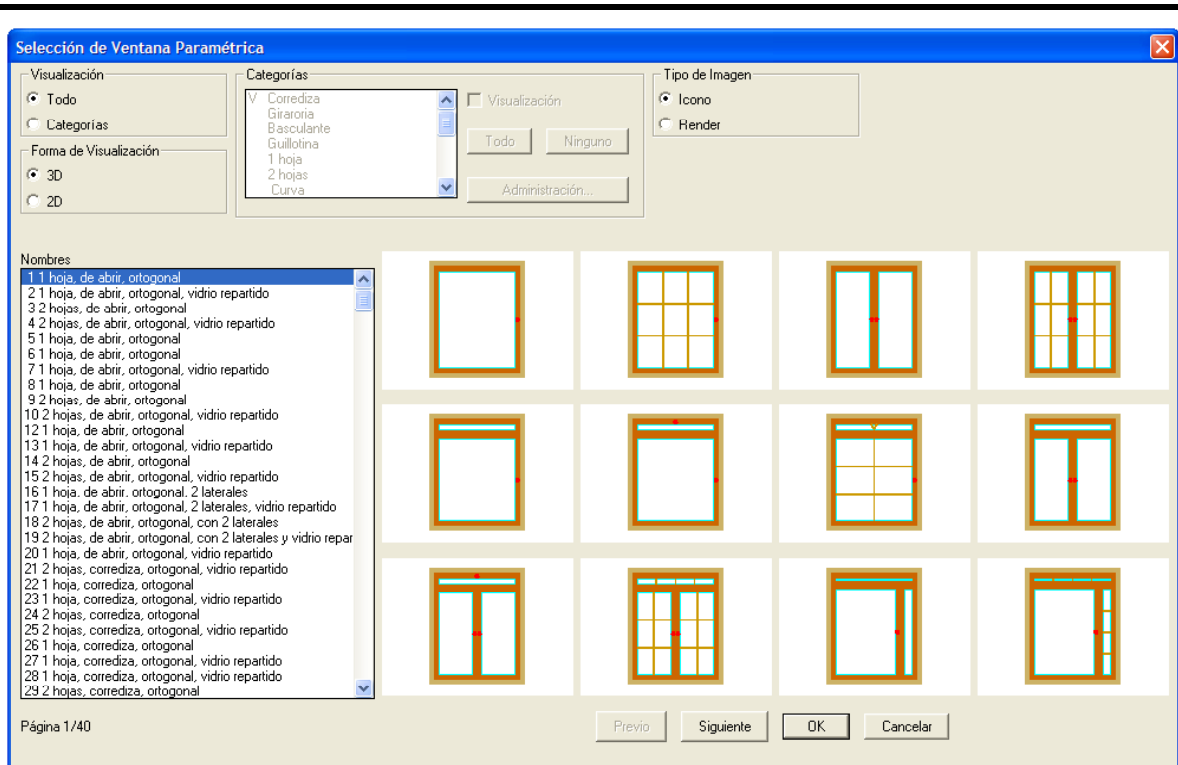 Selección de Ventana Paramétrica
Visualización
Todo
Categorías
Forma de Visualización
3D
2D
Categorías
V Corrediza
Giraroria
Basculante
Guillotina
1 hoja
2 hojas
Curva
Visualización
Todo
Ninguno
Administración...
Tipo de Imagen
Icono
Render
Nombres
1 1 hoja, de abrir, ortogonal
2 1 hoja, de abrir, ortogonal, vidrio repartido
3 2 hojas, de abrir, ortogonal
4 2 hojas, de abrir, ortogonal, vidrio repartido
5 1 hoja, de abrir, ortogonal
6 1 hoja, de abrir, ortogonal
7 1 hoja, de abrir, ortogonal, vidrio repartido
8 1 hoja, de abrir, ortogonal
9 2 hojas, de abrir, ortogonal
10 2 hojas, de abrir, ortogonal, vidrio repartido
12 1 hoja, de abrir, ortogonal
13 1 hoja, de abrir, ortogonal, vidrio repartido
14 2 hojas, de abrir, ortogonal
15 2 hojas, de abrir, ortogonal, vidrio repartido
16 1 hoja, de abrir, ortogonal, 2 laterales
17 1 hoja, de abrir, ortogonal, 2 laterales, vidrio repartido
18 2 hojas, de abrir, ortogonal, con 2 laterales
19 2 hojas, de abrir, ortogonal, con 2 laterales y vidrio repar
20 1 hoja, de abrir, ortogonal, vidrio repartido
21 2 hojas, corrediza, ortogonal, vidrio repartido
22 1 hoja, corrediza, ortogonal
23 1 hoja, corrediza, ortogonal, vidrio repartido
24 2 hojas, corrediza, ortogonal
25 2 hojas, corrediza, ortogonal, vidrio repartido
26 1 hoja, corrediza, ortogonal
27 1 hoja, corrediza, ortogonal, vidrio repartido
28 1 hoja, corrediza, ortogonal, vidrio repartido
29 2 hojas, corrediza, ortogonal
Página 1/40
Previo
Siguiente
OK
Cancelar